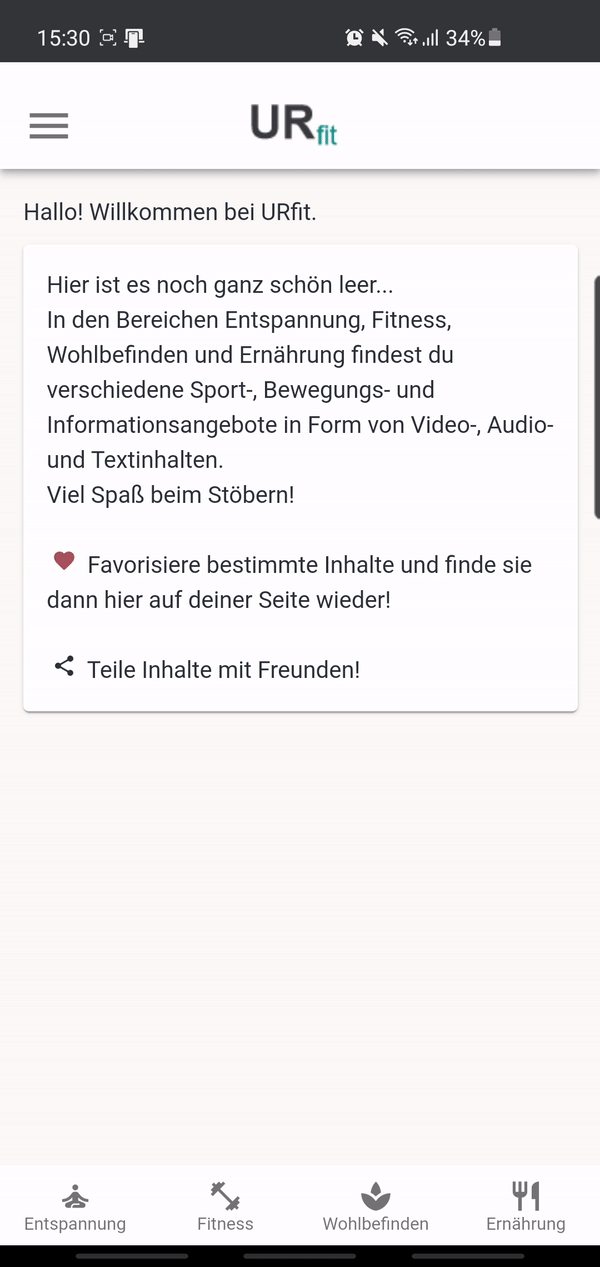 15:30 34%
URfit
Hallo! Willkommen bei URfit.
Hier ist es noch ganz schön leer...
In den Bereichen Entspannung, Fitness,
Wohlbefinden und Ernährung findest du
verschiedene Sport-, Bewegungs- und
Informationsangebote in Form von Video-, Audio-
und Textinhalten.
Viel Spaß beim Stöbern!
Favorisiere bestimmte Inhalte und finde sie
dann hier auf deiner Seite wieder!
Teile Inhalte mit Freunden!
Entspannung Fitness Wohlbefinden Ernährung